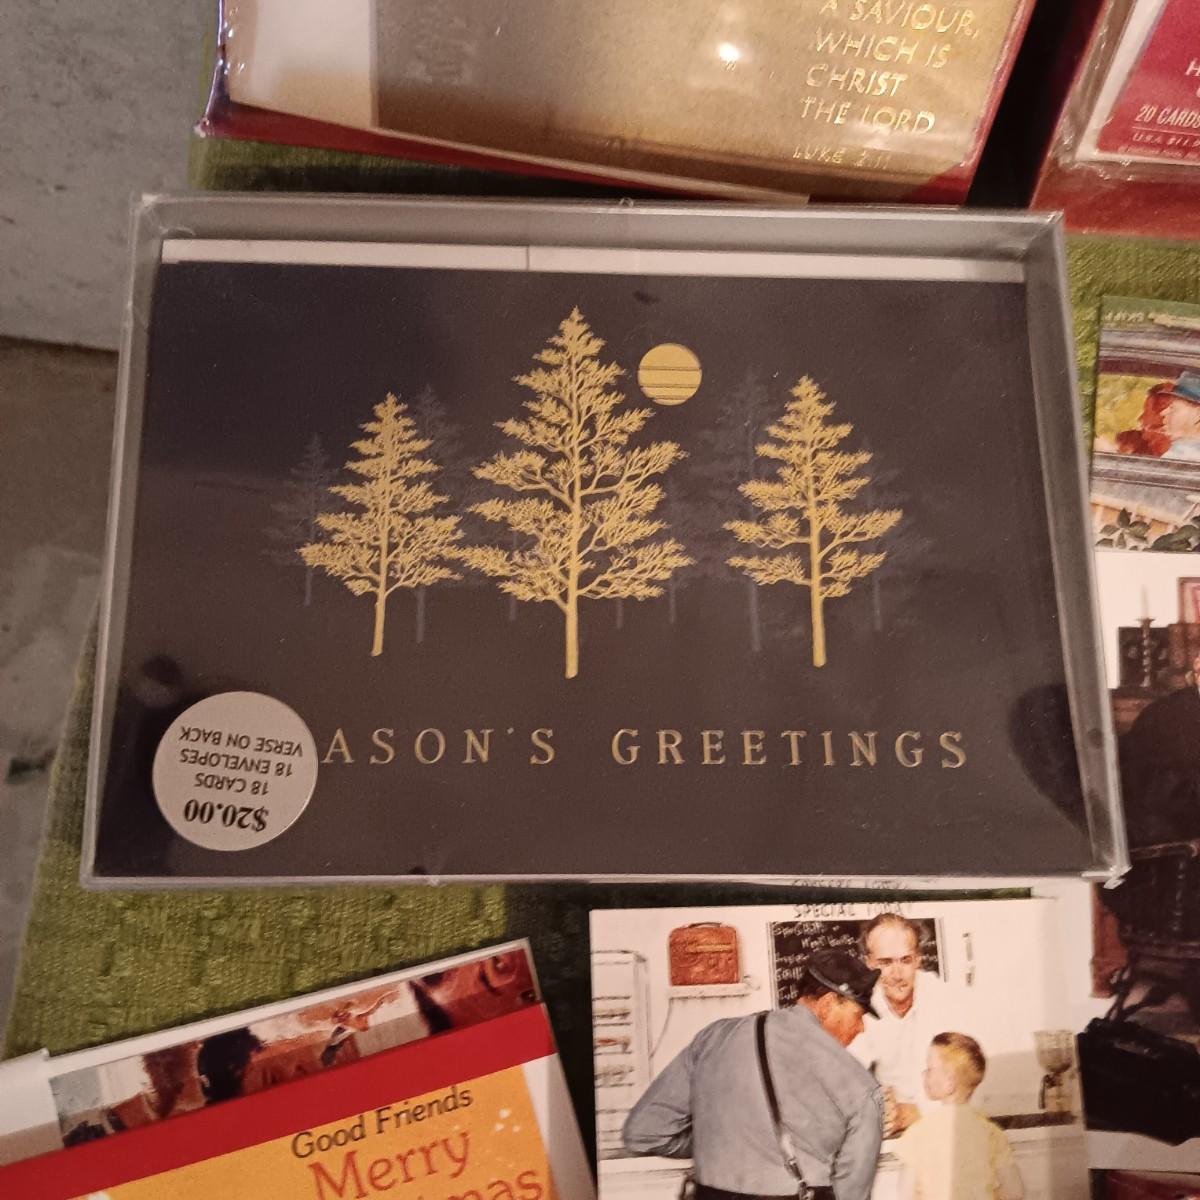 A SAVIOUR,
WHICH IS
CHRIST
THE LORD
LUKE 2:11
20 CARDS
ASON'S GREETINGS
$20.00
18 CARDS
18 ENVELOPES
VERSE ON BACK
SPECIAL TODAY
Good Friends
Merry